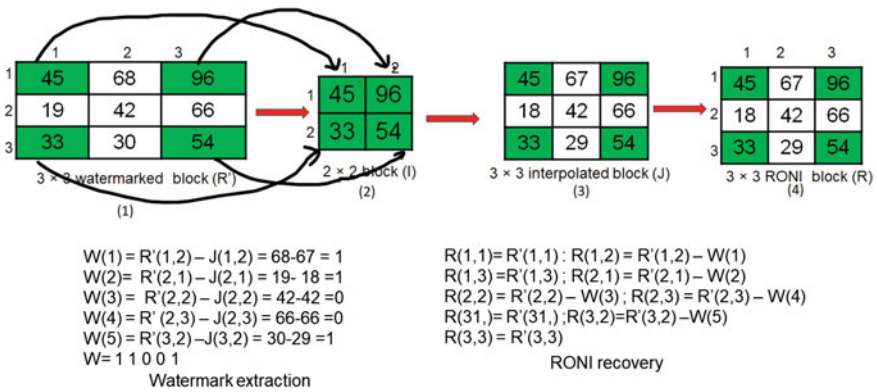 1 2 3
1 45 68 96
2 19 42 66
3 33 30 54
3 × 3 watermarked block (R')
(1)
1 2
1 45 96
2 33 54
2 × 2 block (I)
(2)
45 67 96
18 42 66
33 29 54
3 × 3 interpolated block (J)
(3)
1 2 3
1 45 67 96
2 18 42 66
3 33 29 54
3 × 3 RONI block (R)
(4)
W(1) = R'(1,2) – J(1,2) = 68-67 = 1
W(2)= R'(2,1) – J(2,1) = 19- 18 =1
W(3) = R'(2,2) – J(2,2) = 42-42 =0
W(4) = R' (2,3) – J(2,3) = 66-66 =0
W(5) = R'(3,2) –J(3,2) = 30-29 =1
W= 1 1 0 0 1
Watermark extraction
R(1,1)= R'(1,1) : R(1,2) = R'(1,2) – W(1)
R(1,3) =R'(1,3) ; R(2,1) = R'(2,1) – W(2)
R(2,2) = R'(2,2) – W(3) ; R(2,3) = R'(2,3) – W(4)
R(31,)= R'(31,) ;R(3,2)=R'(3,2) –W(5)
R(3,3) = R'(3,3)
RONI recovery